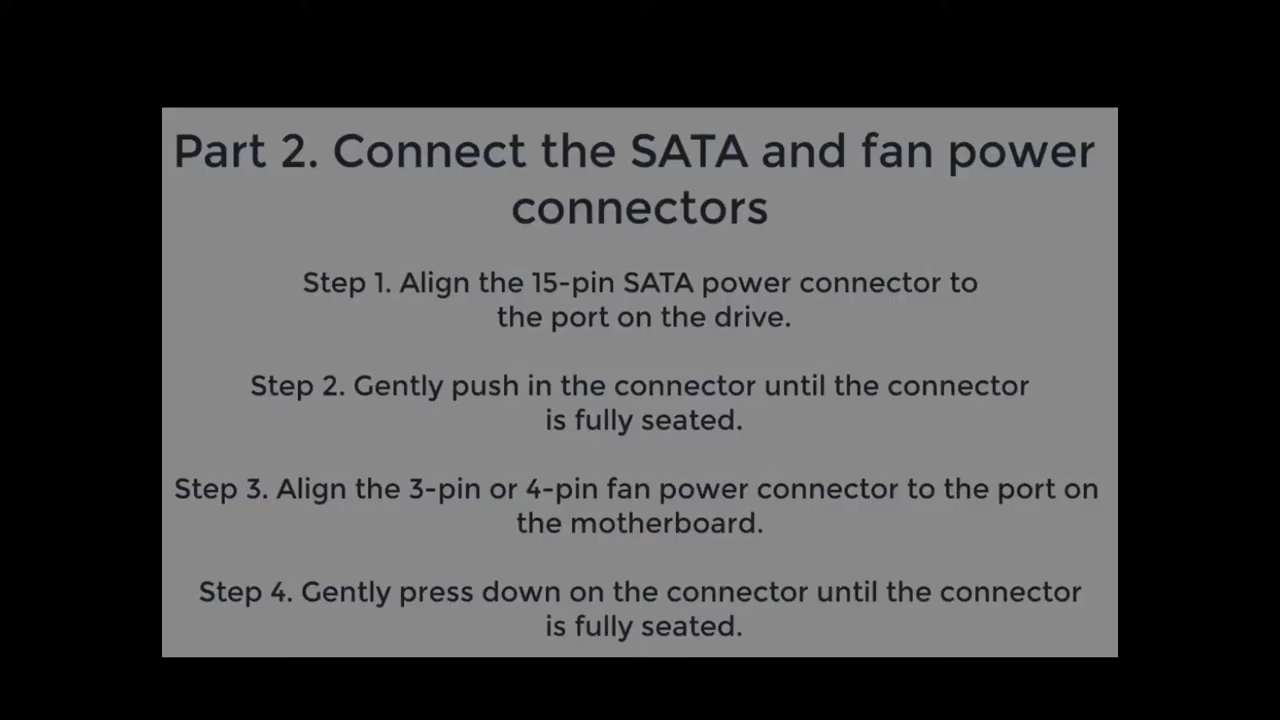 Part 2. Connect the SATA and fan power
connectors
Step 1. Align the 15-pin SATA power connector to
the port on the drive.
Step 2. Gently push in the connector until the connector
is fully seated.
Step 3. Align the 3-pin or 4-pin fan power connector to the port on
the motherboard.
Step 4. Gently press down on the connector until the connector
is fully seated.